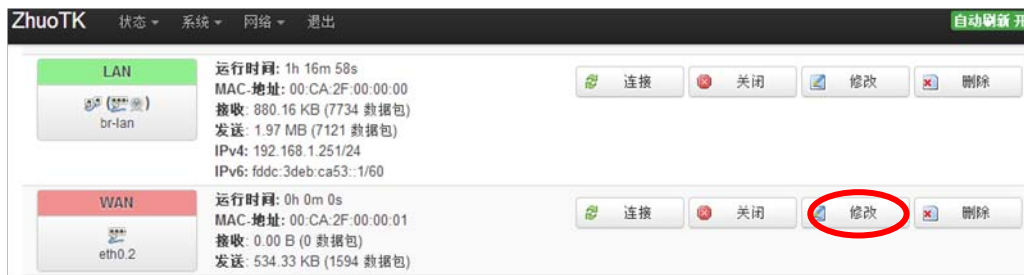 ZhuoTK 状态 系统 网络 退出 自动刷新 开
LAN
br-lan
运行时间: 1h 16m 58s
MAC-地址: 00:CA:2F:00:00:00
接收: 880.16 KB (7734 数据包)
发送: 1.97 MB (7121 数据包)
IPv4: 192.168.1.251/24
IPv6: fddc:3deb:ca53::1/60
连接 关闭 修改 删除
WAN
eth0.2
运行时间: 0h 0m 0s
MAC-地址: 00:CA:2F:00:00:01
接收: 0.00 B (0 数据包)
发送: 534.33 KB (1594 数据包)
连接 关闭 修改 删除